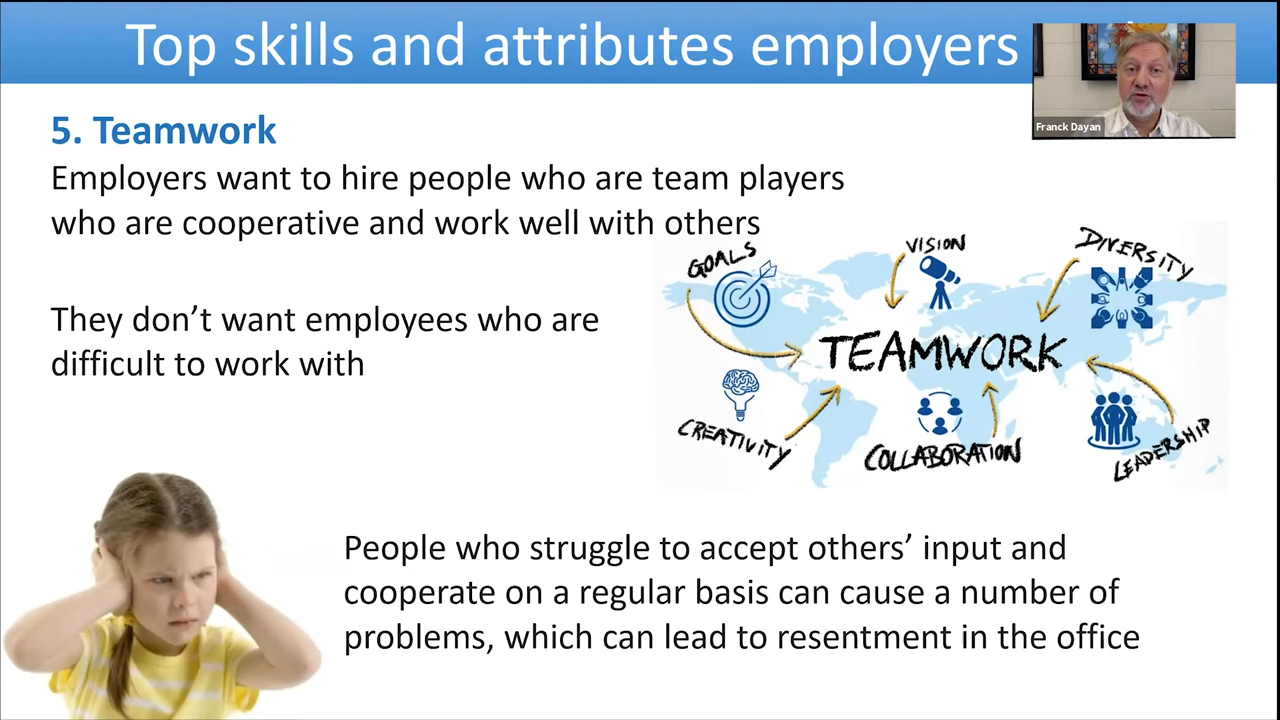 Top skills and attributes employers
Franck Dayan
5. Teamwork
Employers want to hire people who are team players
who are cooperative and work well with others
They don’t want employees who are
difficult to work with
GOALS
VISION
DIVERSITY
TEAMWORK
CREATIVITY
COLLABORATION
LEADERSHIP
People who struggle to accept others’ input and
cooperate on a regular basis can cause a number of
problems, which can lead to resentment in the office